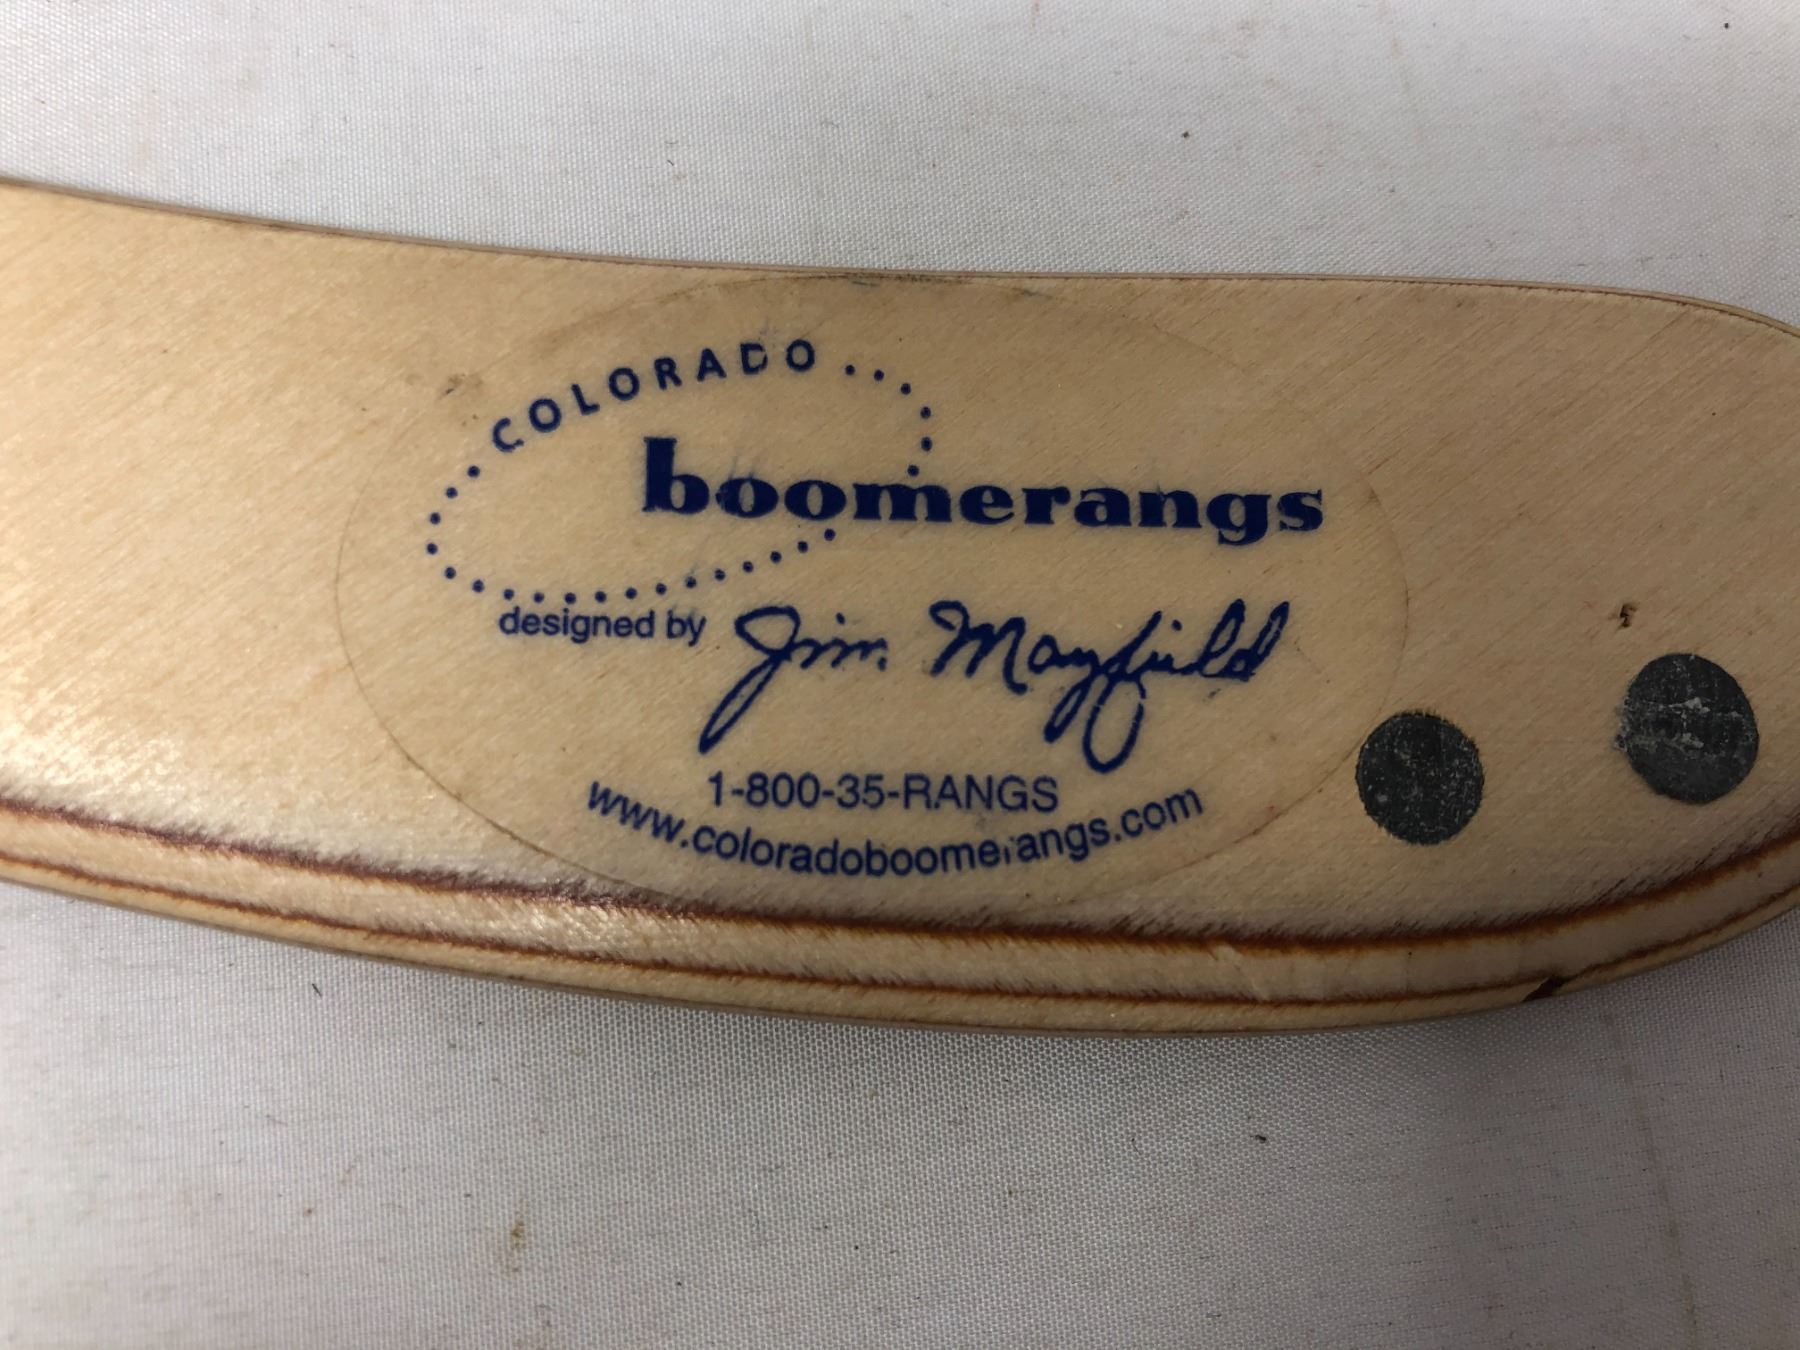 COLORADO
boomerangs
designed by Jim Mayfield
1-800-35-RANGS
www.coloradoboomerangs.com